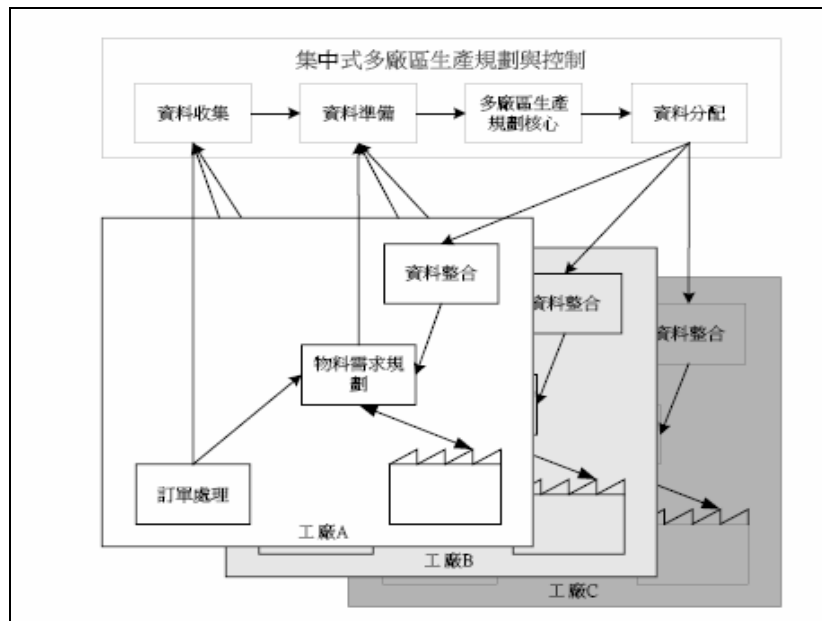 集中式多廠區生產規劃與控制
資料收集
資料準備
多廠區生產
規劃核心
資料分配
資料整合
資料整合
資料整合
物料需求規
劃
訂單處理
工廠A
工廠B
工廠C